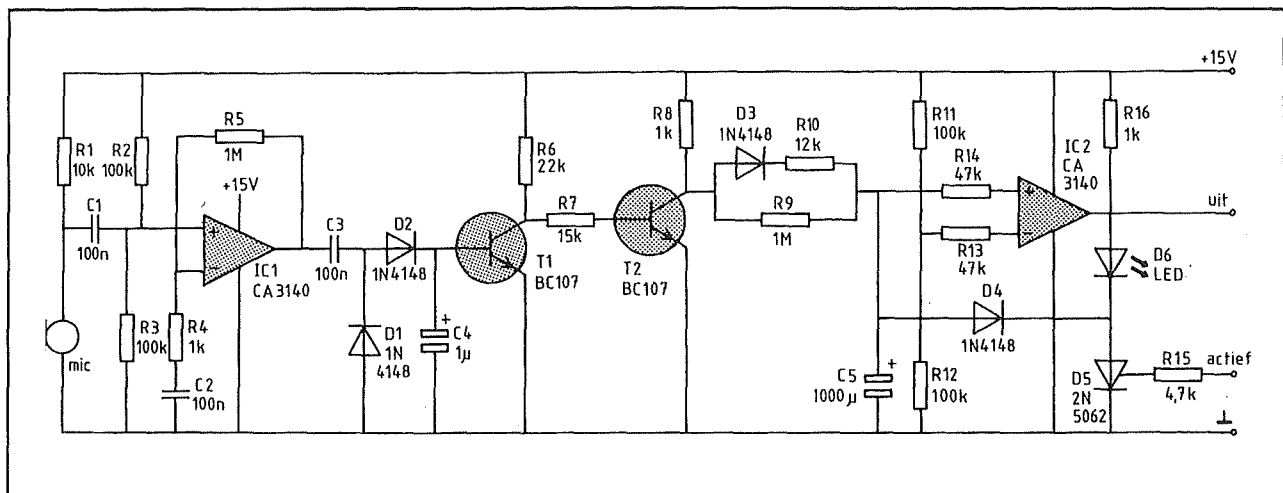 +15V
R1
10k
R2
100k
R5
1M
+15V
C1
100n
R3
100k
R4
1k
C2
100n
mic
+
−
IC1
CA3140
C3
100n
D2
1N4148
D1
1N
4148
+
C4
1µ
R6
22k
T1
BC107
R7
15k
R8
1k
T2
BC107
D3
1N4148
R10
12k
R9
1M
C5
1000µ
+
R11
100k
R14
47k
R13
47k
R12
100k
D4
1N4148
+
−
IC2
CA
3140
R16
1k
uit
D6
LED
D5
2N
5062
R15
4,7k
actief
⊥